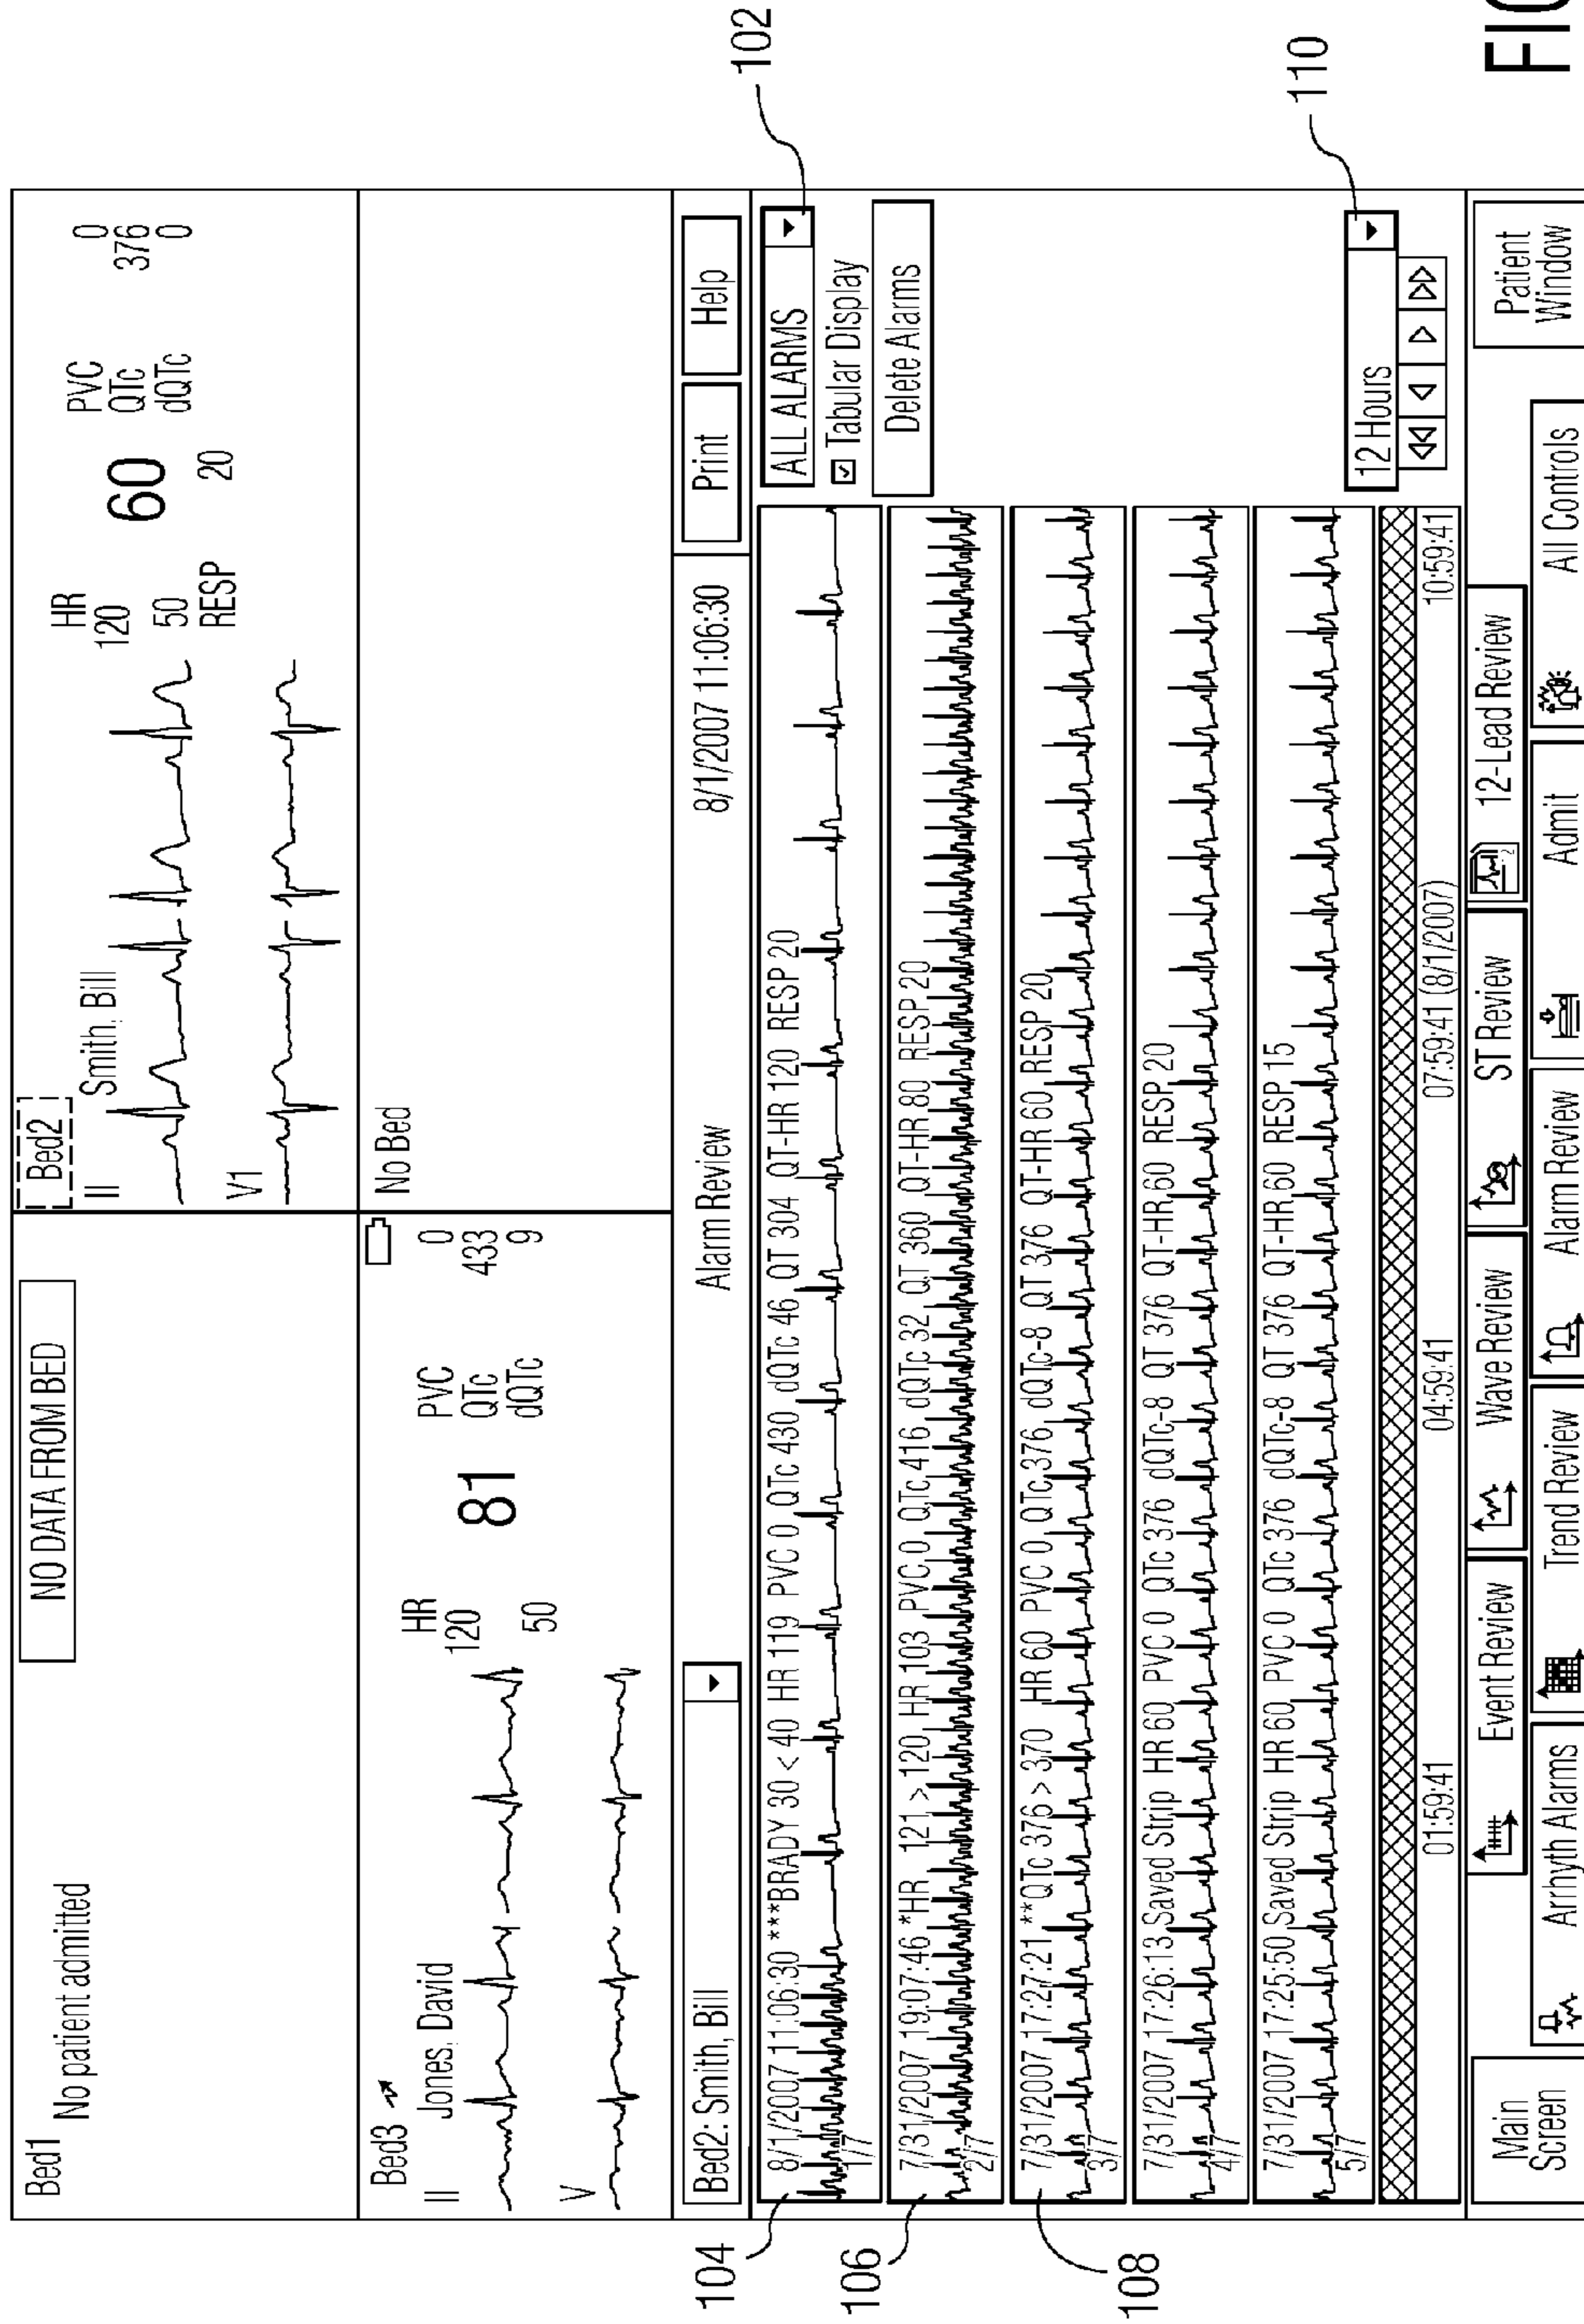 Bed1
No patient admitted
NO DATA FROM BED
Bed2
II Smith, Bill
V1
HR
120
50
RESP
60
20
PVC 0
QTc 376
dQTc 0
Bed3
II Jones, David
V
HR
120
50
81
PVC 0
QTc 433
dQTc 9
No Bed
Bed2: Smith, Bill
Alarm Review
8/1/2007 11:06:30
Print
Help
104
8/1/2007 11:06:30 ***BRADY 30 < 40 HR 119 PVC 0 QTc 430 dQTc 46 QT 304 QT-HR 120 RESP 20
1/7
ALL ALARMS
102
Tabular Display
Delete Alarms
106
7/31/2007 19:07:46 *HR 121 > 120 HR 103 PVC 0 QTc 416 dQTc 32 QT 360 QT-HR 80 RESP 20
2/7
108
7/31/2007 17:27:21 **QTc 376 > 370 HR 60 PVC 0 QTc 376 dQTc-8 QT 376 QT-HR 60 RESP 20
3/7
7/31/2007 17:26:13 Saved Strip HR 60 PVC 0 QTc 376 dQTc-8 QT 376 QT-HR 60 RESP 20
4/7
7/31/2007 17:25:50 Saved Strip HR 60 PVC 0 QTc 376 dQTc-8 QT 376 QT-HR 60 RESP 15
5/7
12 Hours
110
01:59:41 04:59:41 07:59:41 (8/1/2007) 10:59:41
Main
Screen
Event Review
Wave Review
ST Review
12-Lead Review
Arrhyth Alarms
Trend Review
Alarm Review
Admit
All Controls
Patient
Window